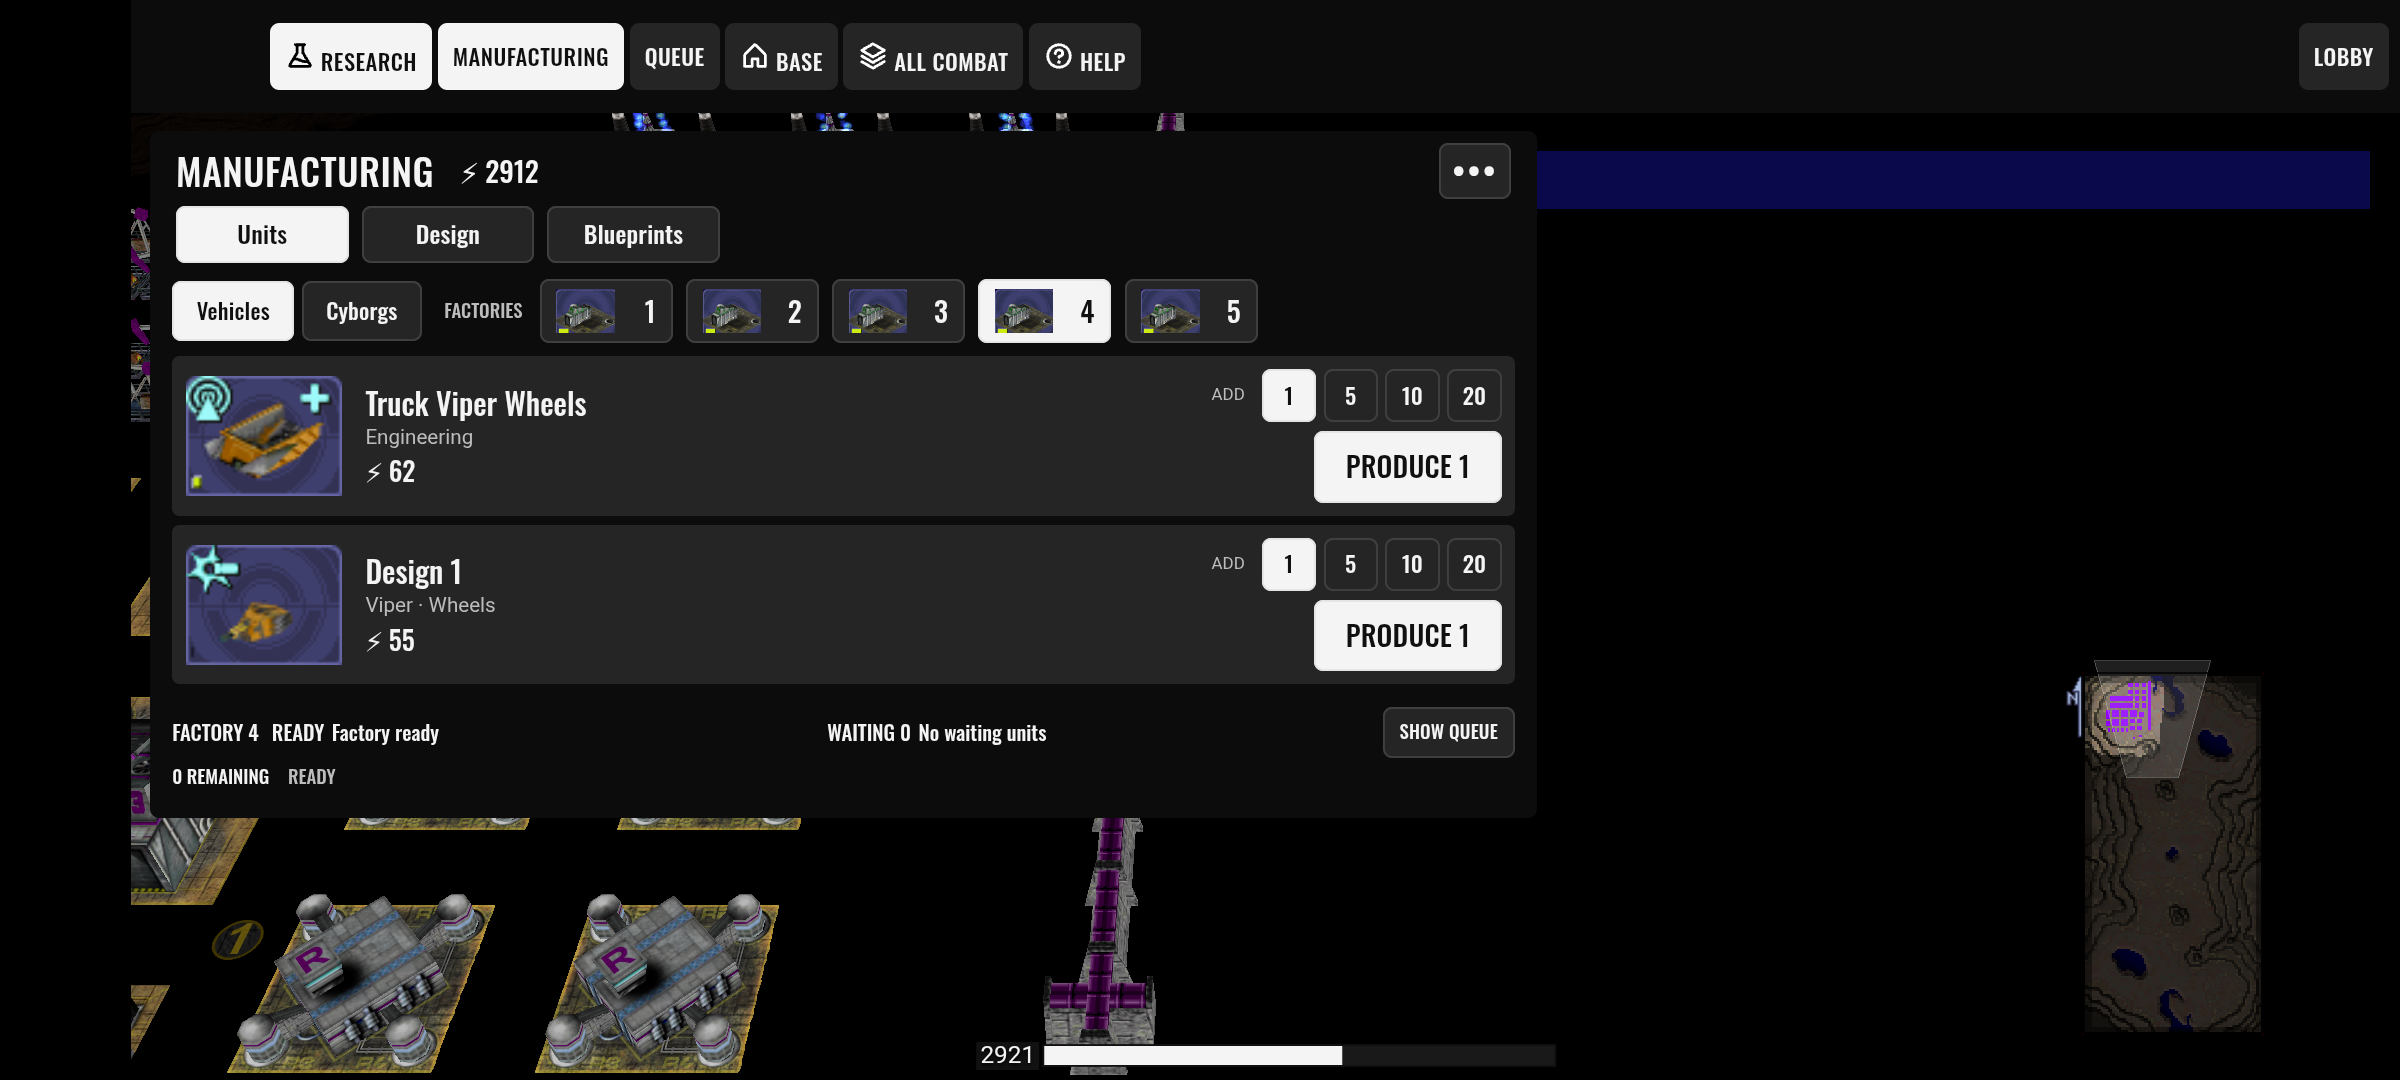 RESEARCH MANUFACTURING QUEUE BASE ALL COMBAT HELP LOBBY
MANUFACTURING ⚡ 2912 •••
Units Design Blueprints
Vehicles Cyborgs FACTORIES 1 2 3 4 5
Truck Viper Wheels
Engineering
⚡ 62
ADD 1 5 10 20
PRODUCE 1
Design 1
Viper · Wheels
⚡ 55
ADD 1 5 10 20
PRODUCE 1
FACTORY 4 READY Factory ready WAITING 0 No waiting units SHOW QUEUE
0 REMAINING READY
N
3
1
R R
2921